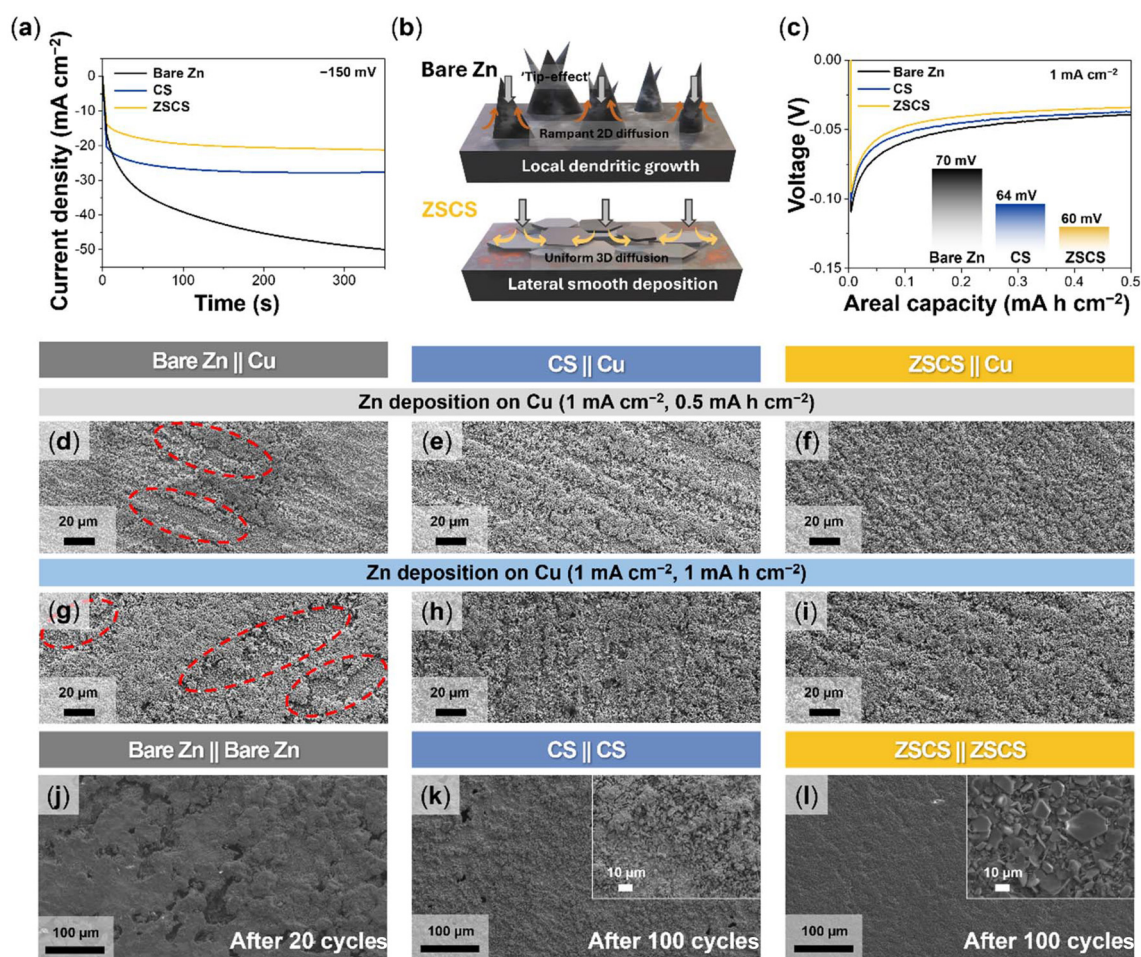 (a)
Current density (mA cm⁻²)
0
-10
-20
-30
-40
-50
Bare Zn
CS
ZSCS
−150 mV
0 100 200 300
Time (s)
(b)
Bare Zn
'Tip-effect'
Rampant 2D diffusion
Local dendritic growth
ZSCS
Uniform 3D diffusion
Lateral smooth deposition
(c)
Voltage (V)
0.00
-0.05
-0.10
-0.15
Bare Zn
CS
ZSCS
1 mA cm⁻²
70 mV
64 mV
60 mV
Bare Zn CS ZSCS
0.0 0.1 0.2 0.3 0.4 0.5
Areal capacity (mA h cm⁻²)
Bare Zn || Cu
CS || Cu
ZSCS || Cu
Zn deposition on Cu (1 mA cm⁻², 0.5 mA h cm⁻²)
(d)
20 µm
(e)
20 µm
(f)
20 µm
Zn deposition on Cu (1 mA cm⁻², 1 mA h cm⁻²)
(g)
20 µm
(h)
20 µm
(i)
20 µm
Bare Zn || Bare Zn
CS || CS
ZSCS || ZSCS
(j)
100 µm
After 20 cycles
(k)
10 µm
100 µm
After 100 cycles
(l)
10 µm
100 µm
After 100 cycles